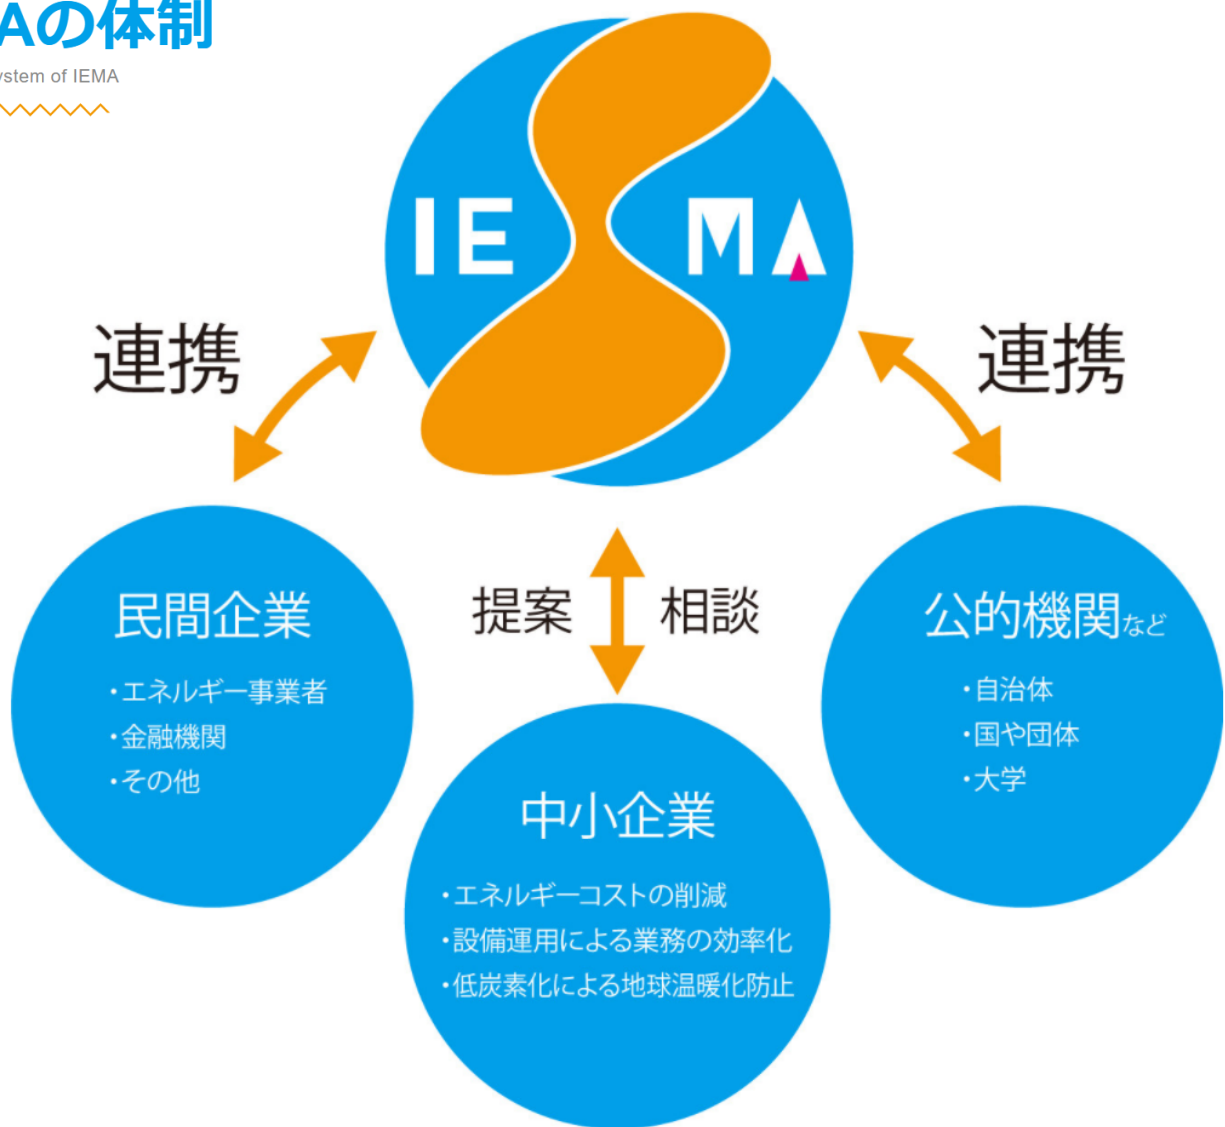 Aの体制
ystem of IEMA
IE MA
連携
連携
提案 相談
民間企業
・エネルギー事業者
・金融機関
・その他
公的機関など
・自治体
・国や団体
・大学
中小企業
・エネルギーコストの削減
・設備運用による業務の効率化
・低炭素化による地球温暖化防止